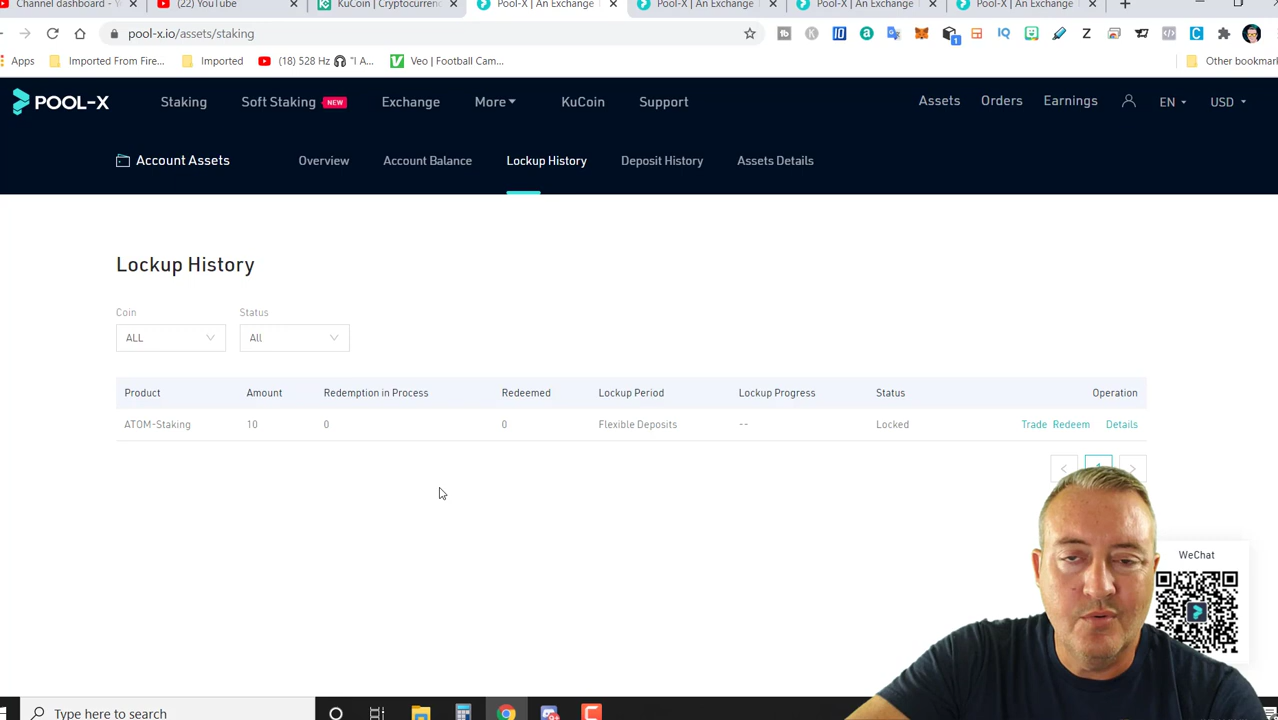 Channel dashboard - Y
(22) YouTube
KuCoin | Cryptocurrenc
Pool-X | An Exchange
Pool-X | An Exchange
Pool-X | An Exchange
Pool-X | An Exchange
pool-x.io/assets/staking
Apps
Imported From Fire...
Imported
(18) 528 Hz 🎧 "I A...
Veo | Football Cam...
Other bookmar
POOL-X
Staking
Soft Staking NEW
Exchange
More
KuCoin
Support
Assets
Orders
Earnings
EN
USD
Account Assets
Overview
Account Balance
Lockup History
Deposit History
Assets Details
Lockup History
Coin Status
ALL All
Product Amount Redemption in Process Redeemed Lockup Period Lockup Progress Status Operation
ATOM-Staking 10 0 0 Flexible Deposits -- Locked Trade Redeem Details
< 1 >
WeChat
Type here to search